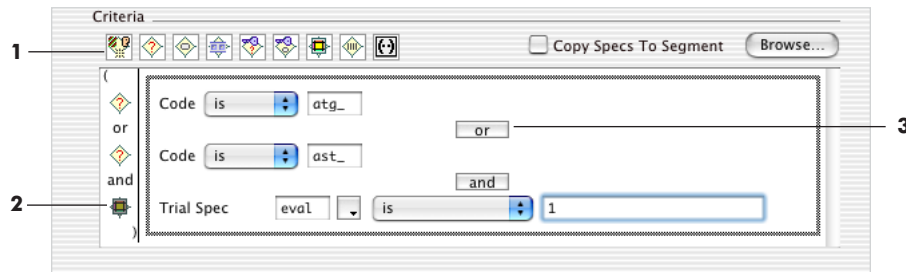 Criteria
1 Copy Specs To Segment Browse...
(
Code is atg_
or or 3
Code is ast_
and and
2 Trial Spec eval is 1
)